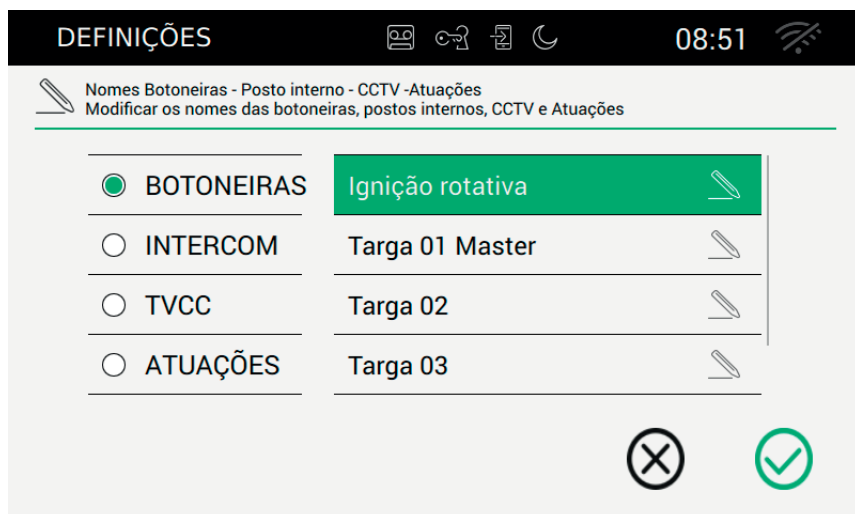 DEFINIÇÕES 08:51
Nomes Botoneiras - Posto interno - CCTV -Atuações
Modificar os nomes das botoneiras, postos internos, CCTV e Atuações
BOTONEIRAS
INTERCOM
TVCC
ATUAÇÕES
Ignição rotativa
Targa 01 Master
Targa 02
Targa 03